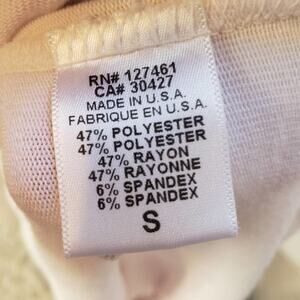 RN# 127461
CA# 30427
MADE IN U.S.A.
FABRIQUE EN U.S.A.
47% POLYESTER
47% POLYESTER
47% RAYON
47% RAYONNE
6% SPANDEX
6% SPANDEX
S